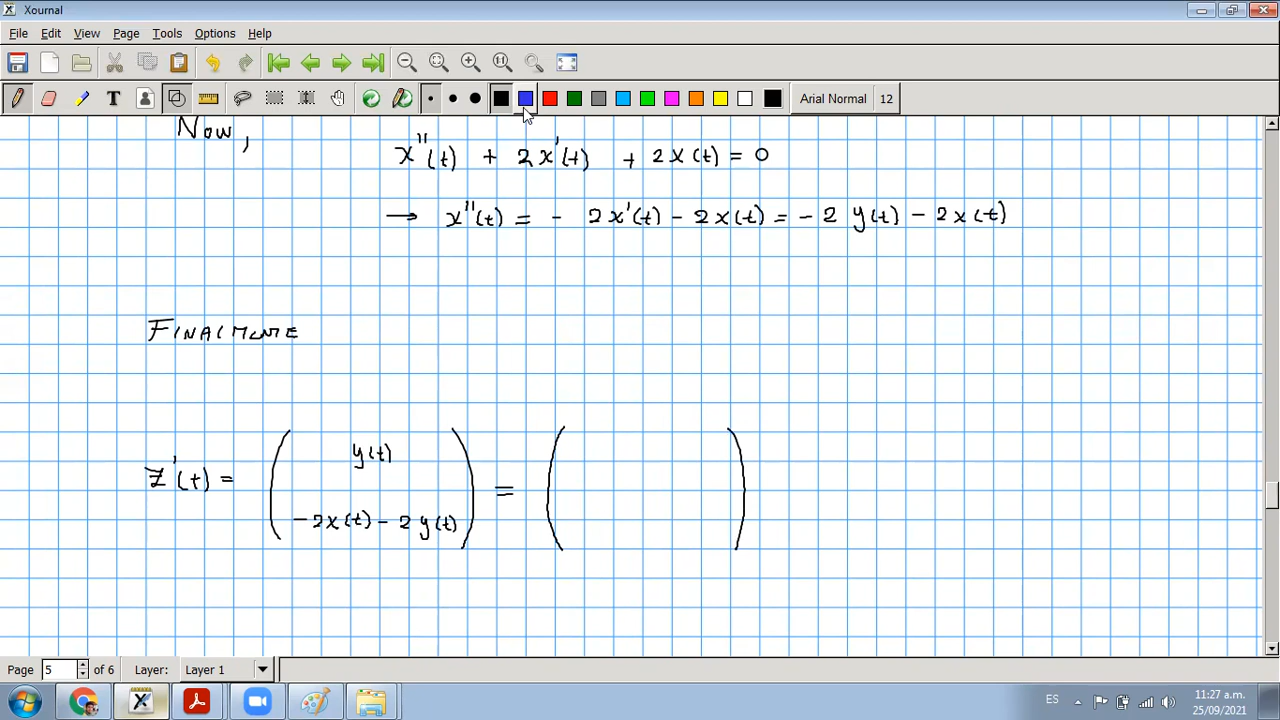 Xournal
File Edit View Page Tools Options Help
Arial Normal 12
Now,
x''(t) + 2x'(t) + 2x(t) = 0
→ x''(t) = - 2x'(t) - 2x(t) = - 2 y(t) - 2x(t)
FINALMENTE
Z'(t) = ( y(t) ) = ( )
-2x(t) - 2y(t)
Page 5 of 6 Layer: Layer 1
ES 11:27 a.m.
25/09/2021